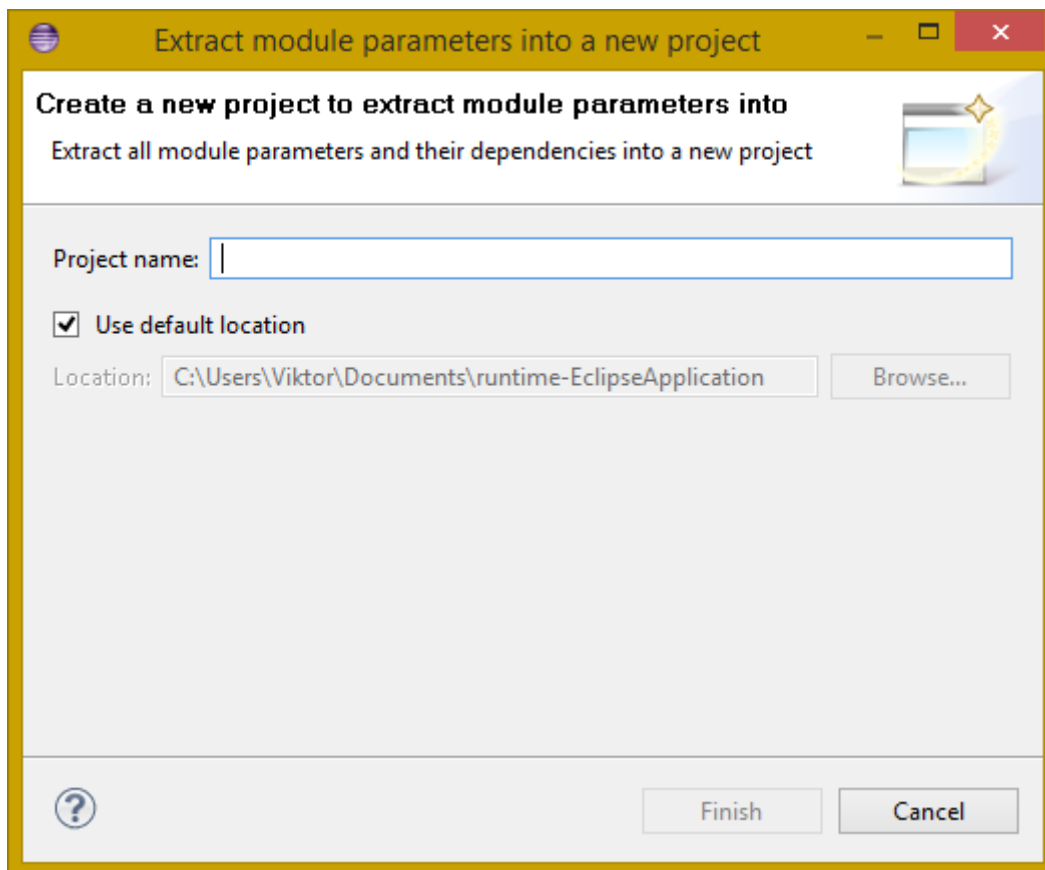 Extract module parameters into a new project
Create a new project to extract module parameters into
Extract all module parameters and their dependencies into a new project
Project name:
Use default location
Location: C:\Users\Viktor\Documents\runtime-EclipseApplication Browse...
? Finish Cancel